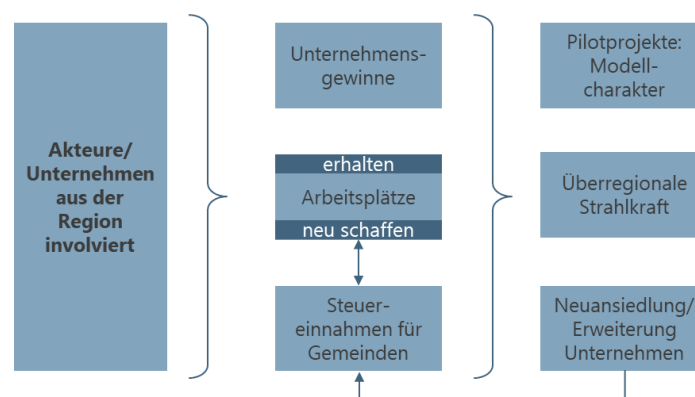 Akteure/
Unternehmen
aus der
Region
involviert
Unternehmens-
gewinne
erhalten
Arbeitsplätze
neu schaffen
Steuer-
einnahmen für
Gemeinden
Pilotprojekte:
Modell-
charakter
Überregionale
Strahlkraft
Neuansiedlung/
Erweiterung
Unternehmen